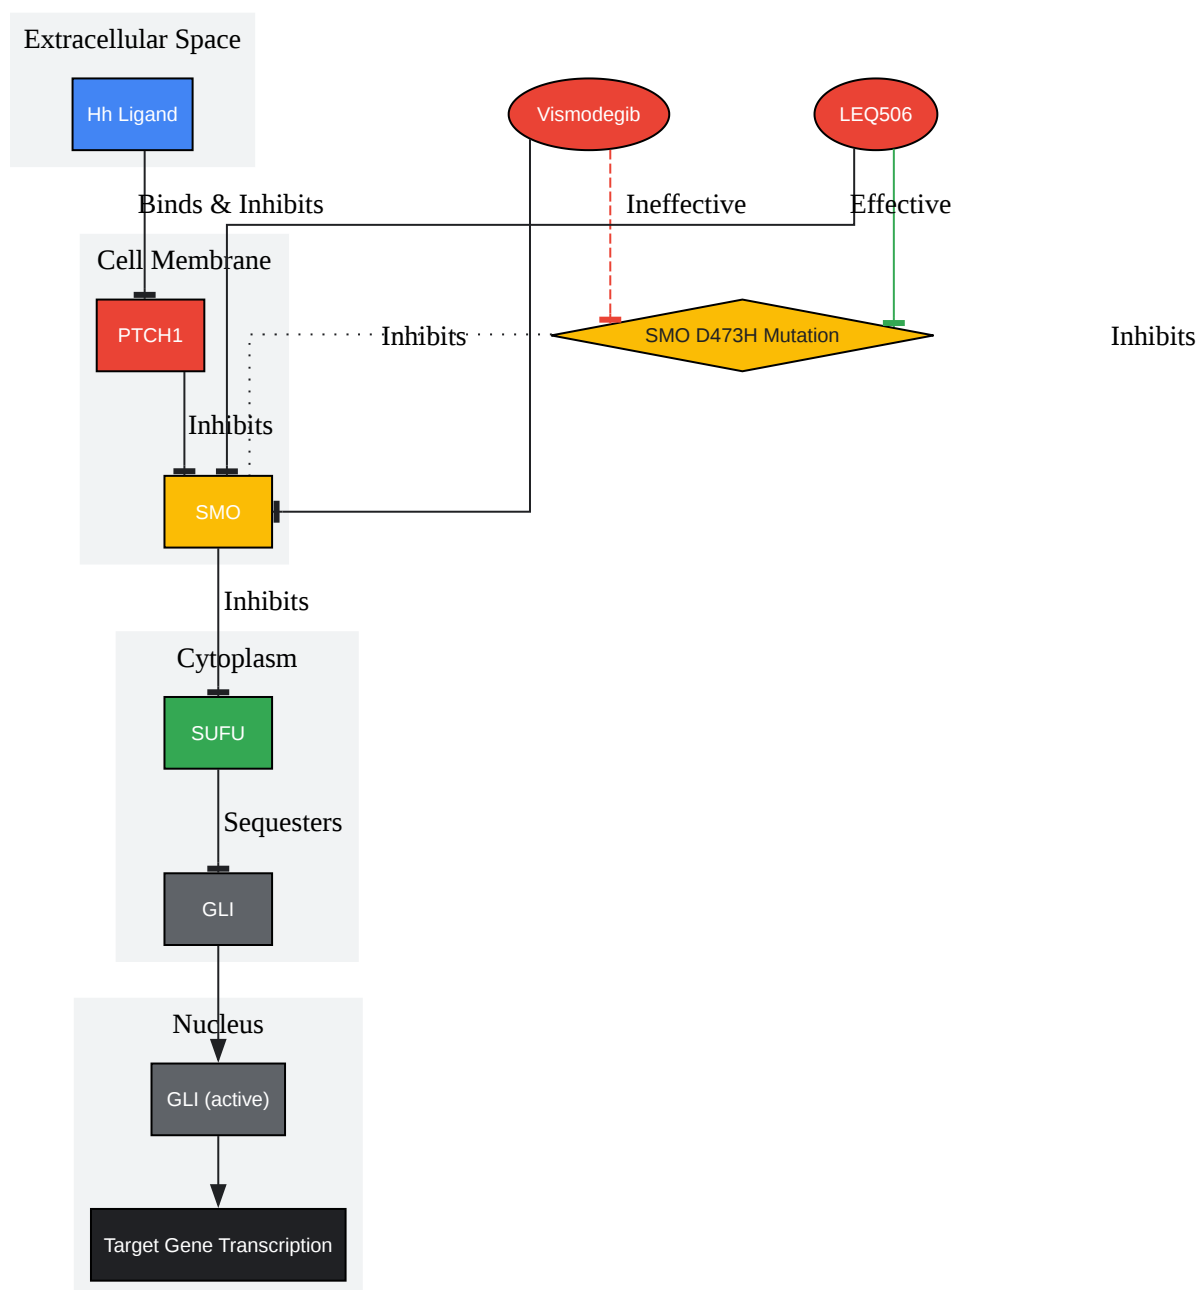 Extracellular Space
Hh Ligand
Vismodegib
LEQ506
Binds & Inhibits
Ineffective
Effective
Cell Membrane
PTCH1
Inhibits
SMO D473H Mutation
Inhibits
Inhibits
SMO
Inhibits
Cytoplasm
SUFU
Sequesters
GLI
Nucleus
GLI (active)
Target Gene Transcription